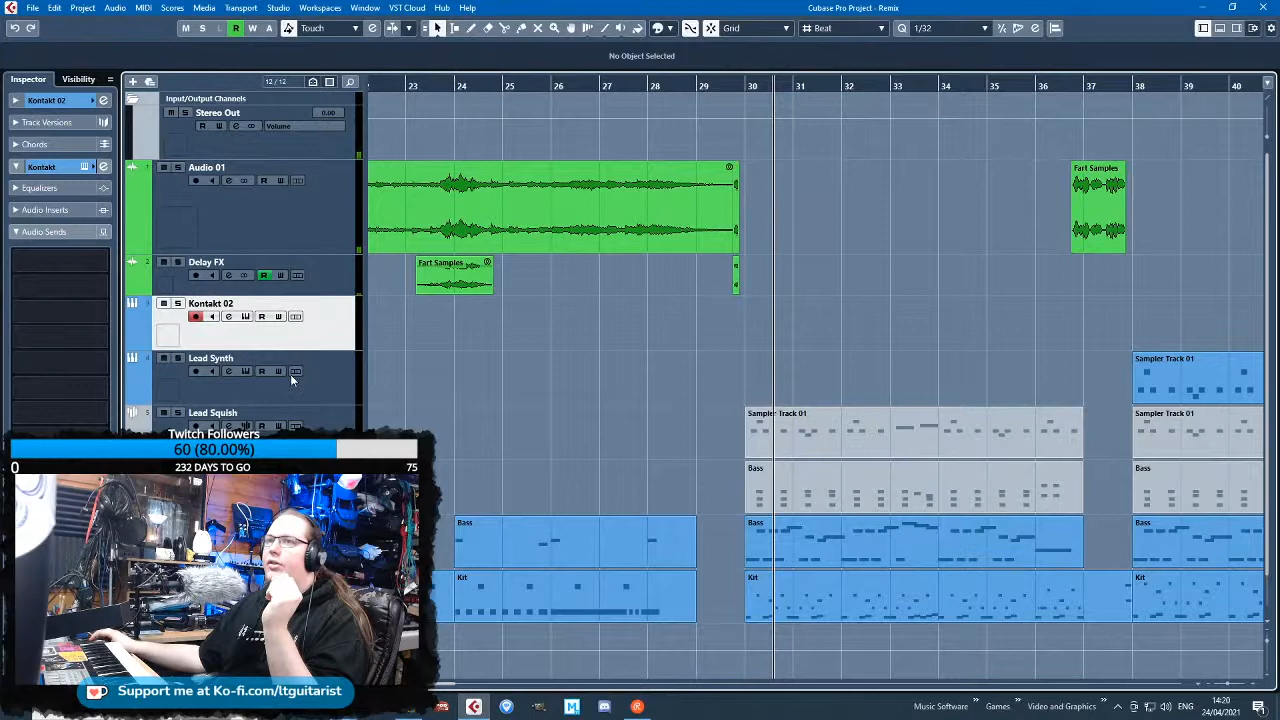 File Edit Project Audio MIDI Scores Media Transport Studio Workspaces Window VST Cloud Hub Help
Cubase Pro Project - Remix
M S L R W A Touch Grid Beat Q 1/32
No Object Selected
Inspector Visibility
12 / 12
23 24 25 26 27 28 29 30 31 32 33 34 35 36 37 38 39 40
Kontakt 02
Input/Output Channels
M S Stereo Out 0.00
R W Volume
Track Versions
Chords
Kontakt
1 Audio 01
Fart Samples
Equalizers
Audio Inserts
Audio Sends
2 Delay FX
Fart Samples
3 Kontakt 02
4 Lead Synth
Sampler Track 01
5 Lead Squish
Sampler Track 01
Sampler Track 01
Twitch Followers
60 (80.00%)
0 232 DAYS TO GO 75
Bass
Bass
Bass
Bass
Bass
Kit
Kit
Kit
Support me at Ko-fi.com/ltguitarist
Music Software Games Video and Graphics ENG
14:20
24/04/2021